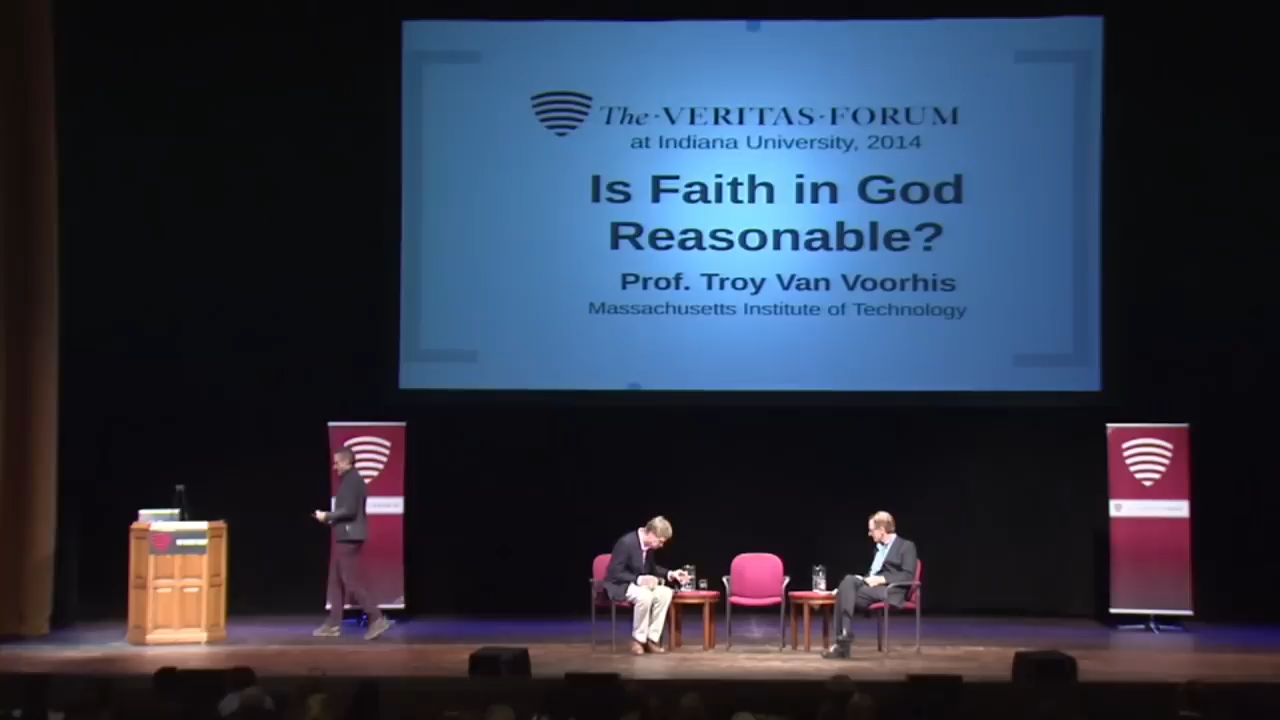 The·VERITAS·FORUM
at Indiana University, 2014
Is Faith in God
Reasonable?
Prof. Troy Van Voorhis
Massachusetts Institute of Technology